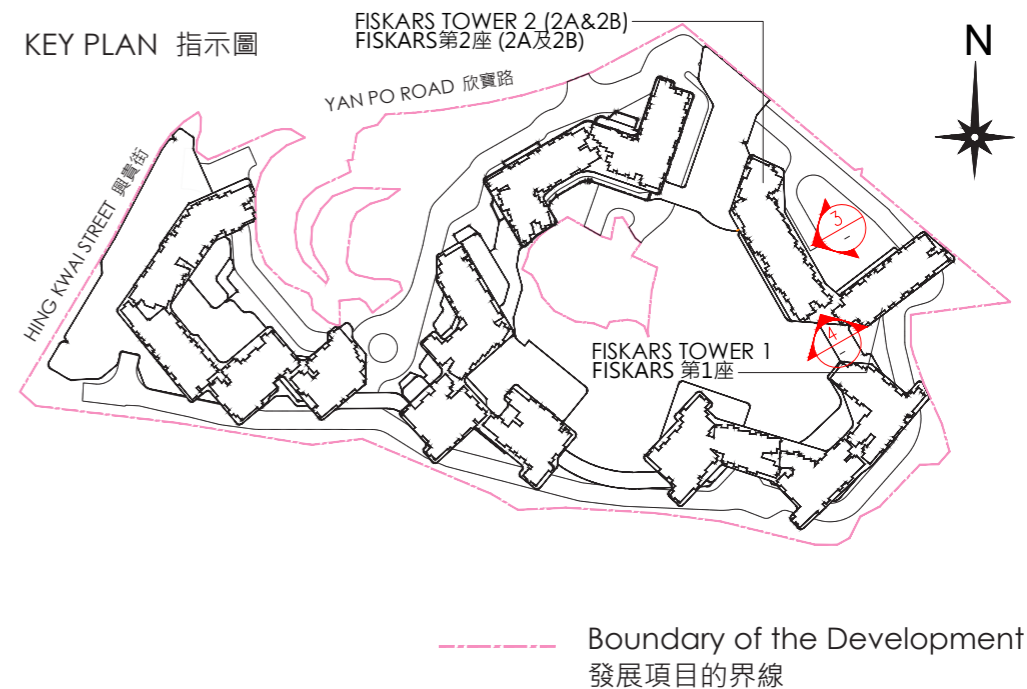 KEY PLAN 指示圖
FISKARS TOWER 2 (2A&2B)
FISKARS第2座 (2A及2B)
N
YAN PO ROAD 欣寶路
HING KWAI STREET 興貴街
3
-
4
-
FISKARS TOWER 1
FISKARS 第1座
Boundary of the Development
發展項目的界線